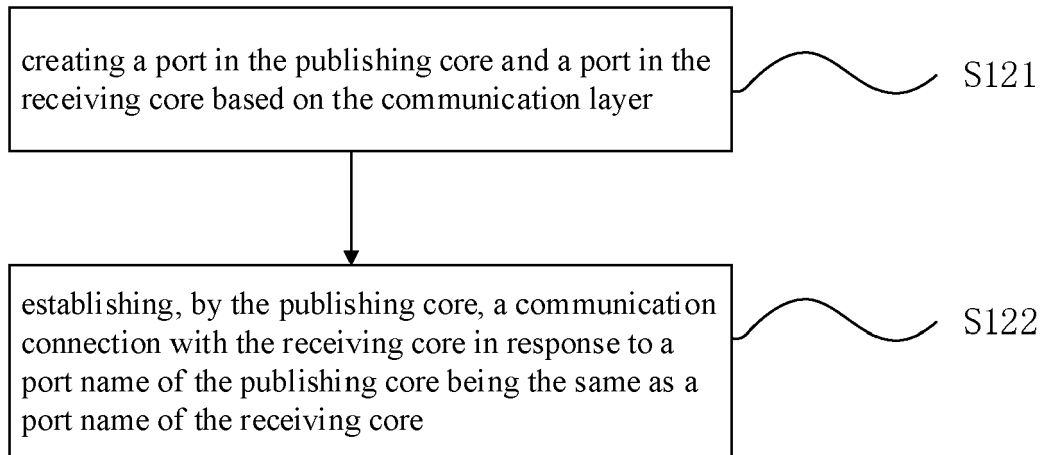 creating a port in the publishing core and a port in the
receiving core based on the communication layer
S121
establishing, by the publishing core, a communication
connection with the receiving core in response to a
port name of the publishing core being the same as a
port name of the receiving core
S122